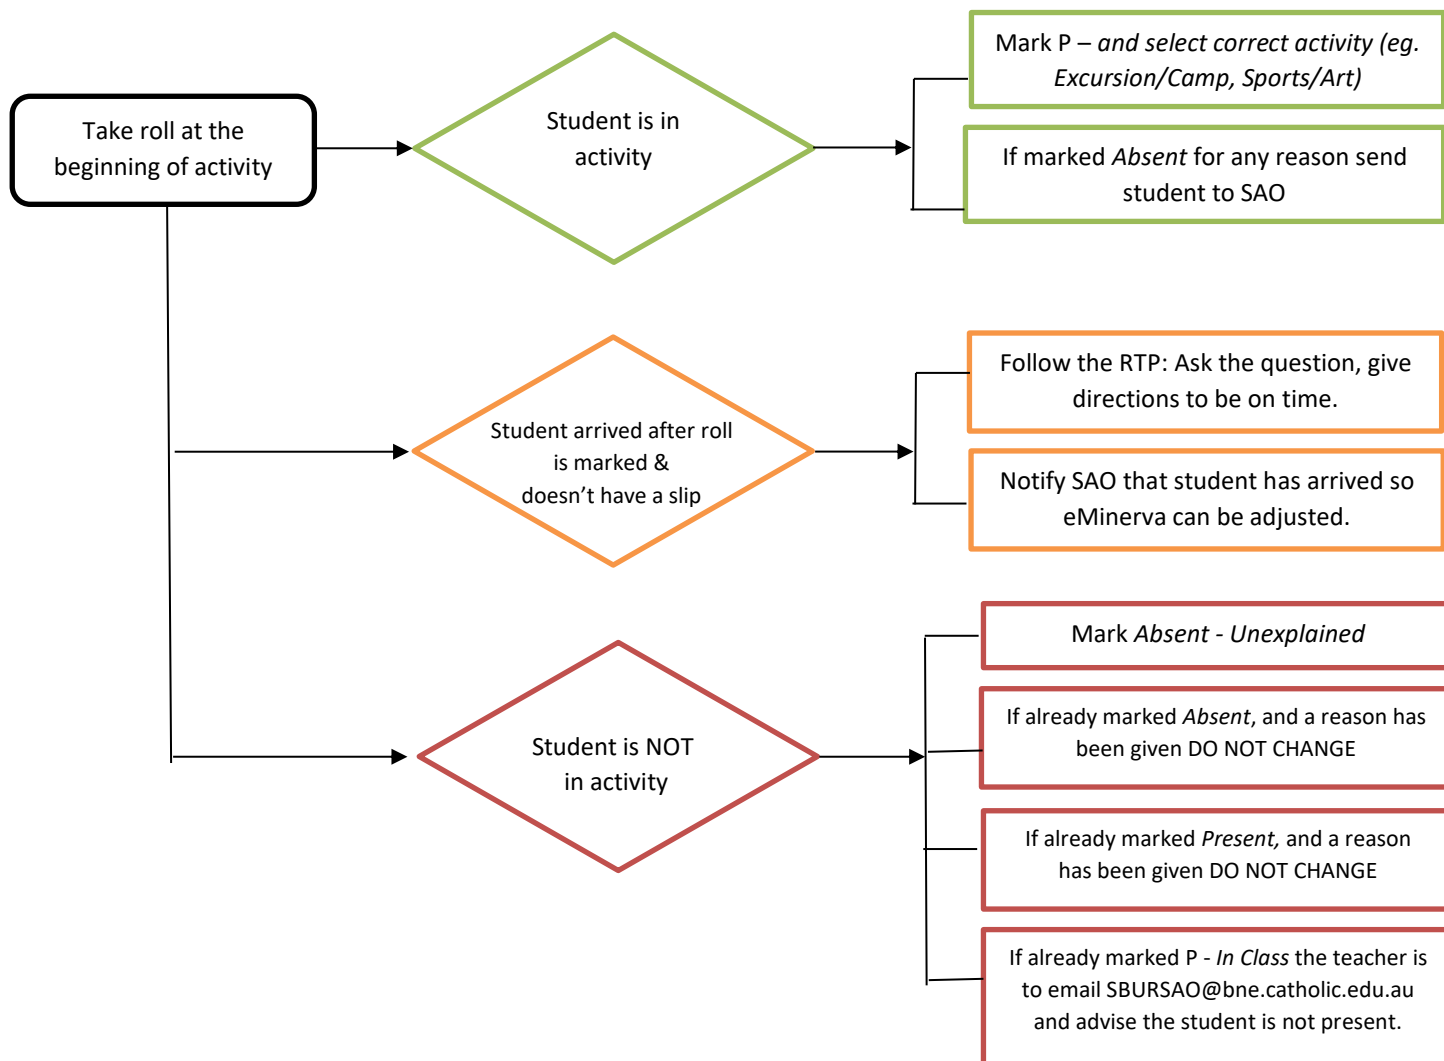 Take roll at the
beginning of activity
Student is in
activity
Mark P – and select correct activity (eg.
Excursion/Camp, Sports/Art)
If marked Absent for any reason send
student to SAO
Student arrived after roll
is marked &
doesn’t have a slip
Follow the RTP: Ask the question, give
directions to be on time.
Notify SAO that student has arrived so
eMinerva can be adjusted.
Student is NOT
in activity
Mark Absent - Unexplained
If already marked Absent, and a reason has
been given DO NOT CHANGE
If already marked Present, and a reason
has been given DO NOT CHANGE
If already marked P - In Class the teacher is
to email SBURSAO@bne.catholic.edu.au
and advise the student is not present.